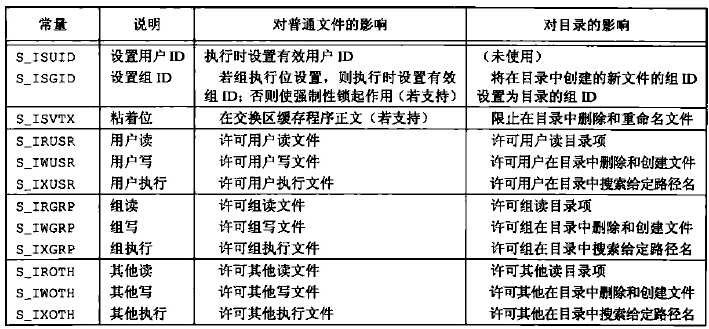 常量 说明 对普通文件的影响 对目录的影响
S_ISUID 设置用户ID 执行时设置有效用户ID （未使用）
S_ISGID 设置组ID 若组执行位设置，则执行时设置有效 将在目录中创建的新文件的组ID
组ID；否则使强制性锁起作用（若支持） 设置为目录的组ID
S_ISVTX 粘着位 在交换区缓存程序正文（若支持） 限止在目录中删除和重命名文件
S_IRUSR 用户读 许可用户读文件 许可用户读目录项
S_IWUSR 用户写 许可用户写文件 许可用户在目录中删除和创建文件
S_IXUSR 用户执行 许可用户执行文件 许可用户在目录中搜索给定路径名
S_IRGRP 组读 许可组读文件 许可组读目录项
S_IWGRP 组写 许可组写文件 许可组在目录中删除和创建文件
S_IXGRP 组执行 许可组执行文件 许可组在目录中搜索给定路径名
S_IROTH 其他读 许可其他读文件 许可其他读目录项
S_IWOTH 其他写 许可其他写文件 许可其他在目录中删除和创建文件
S_IXOTH 其他执行 许可其他执行文件 许可其他在目录中搜索给定路径名